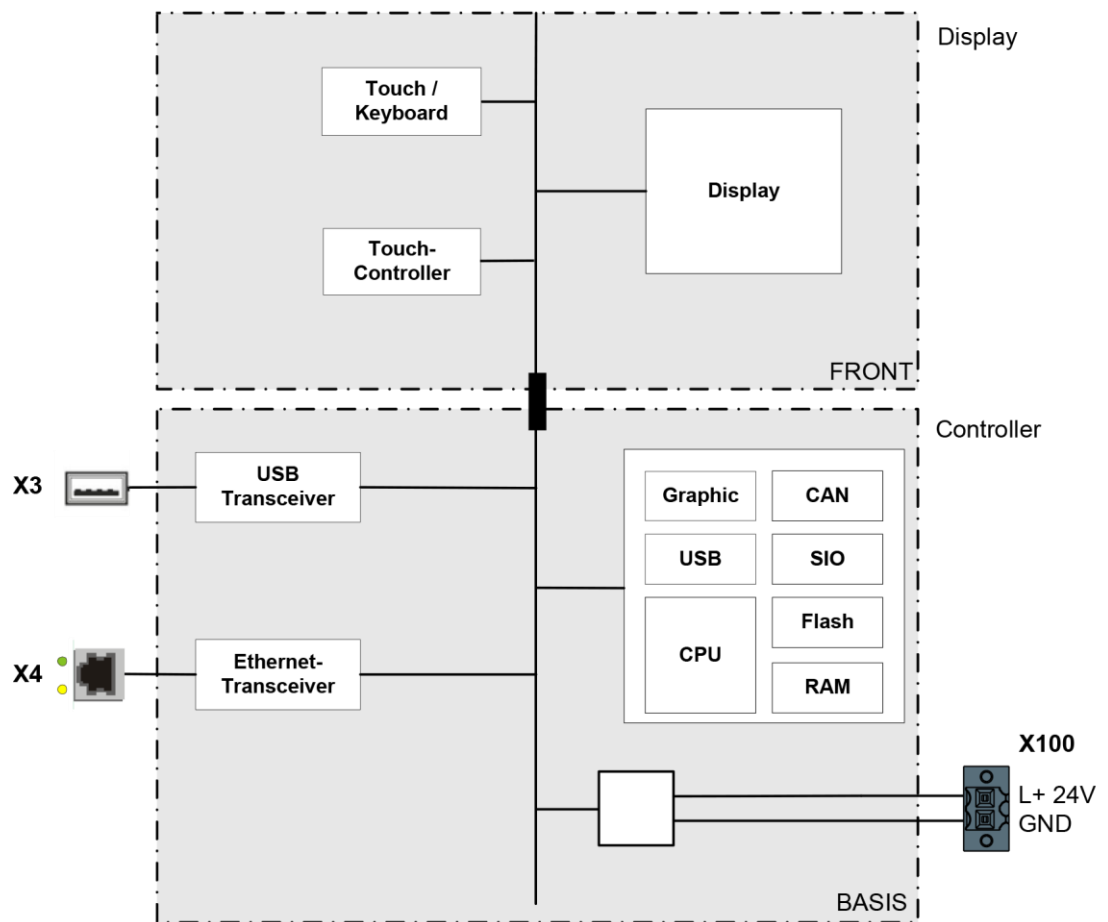 Display
Touch /
Keyboard
Display
Touch-
Controller
FRONT
Controller
X3
USB
Transceiver
Graphic
CAN
USB
SIO
CPU
Flash
RAM
X4
Ethernet-
Transceiver
X100
L+ 24V
GND
BASIS